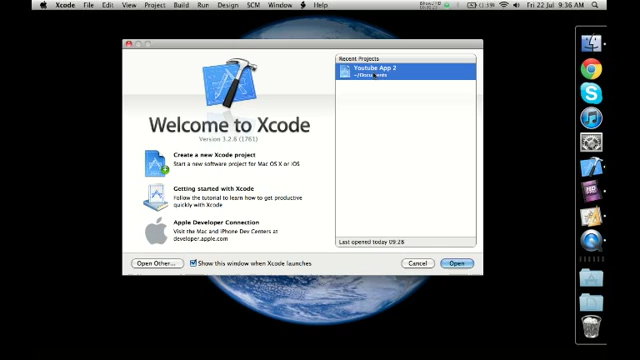 Xcode File Edit View Project Build Run Design SCM Window Help
Fri 22 Jul 9:36 AM
Recent Projects
Youtube App 2
~/Documents
Welcome to Xcode
Version 3.2.6 (1761)
Create a new Xcode project
Start a new software project for Mac OS X or iOS
Getting started with Xcode
Follow the tutorial to learn how to get productive
quickly with Xcode
Apple Developer Connection
Visit the Mac and iPhone Dev Centers at
developer.apple.com
Last opened today 09:28
Open Other...
Show this window when Xcode launches
Cancel
Open